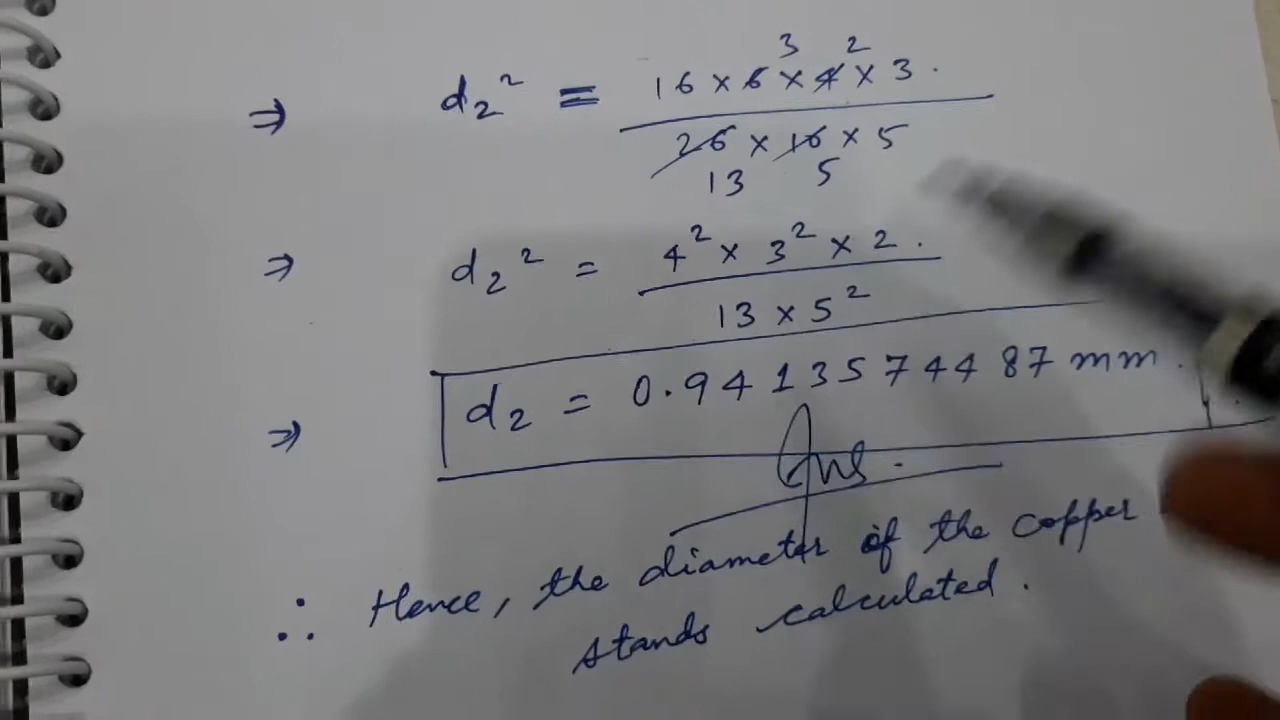 3 2
⇒ d₂² = 16 × 6 × 4 × 3 .
26 × 16 × 5
13 5
⇒ d₂² = 4² × 3² × 2 .
13 × 5²
⇒ d₂ = 0.9413574487 mm .
Ans .
∴ Hence, the diameter of the copper
stands calculated .